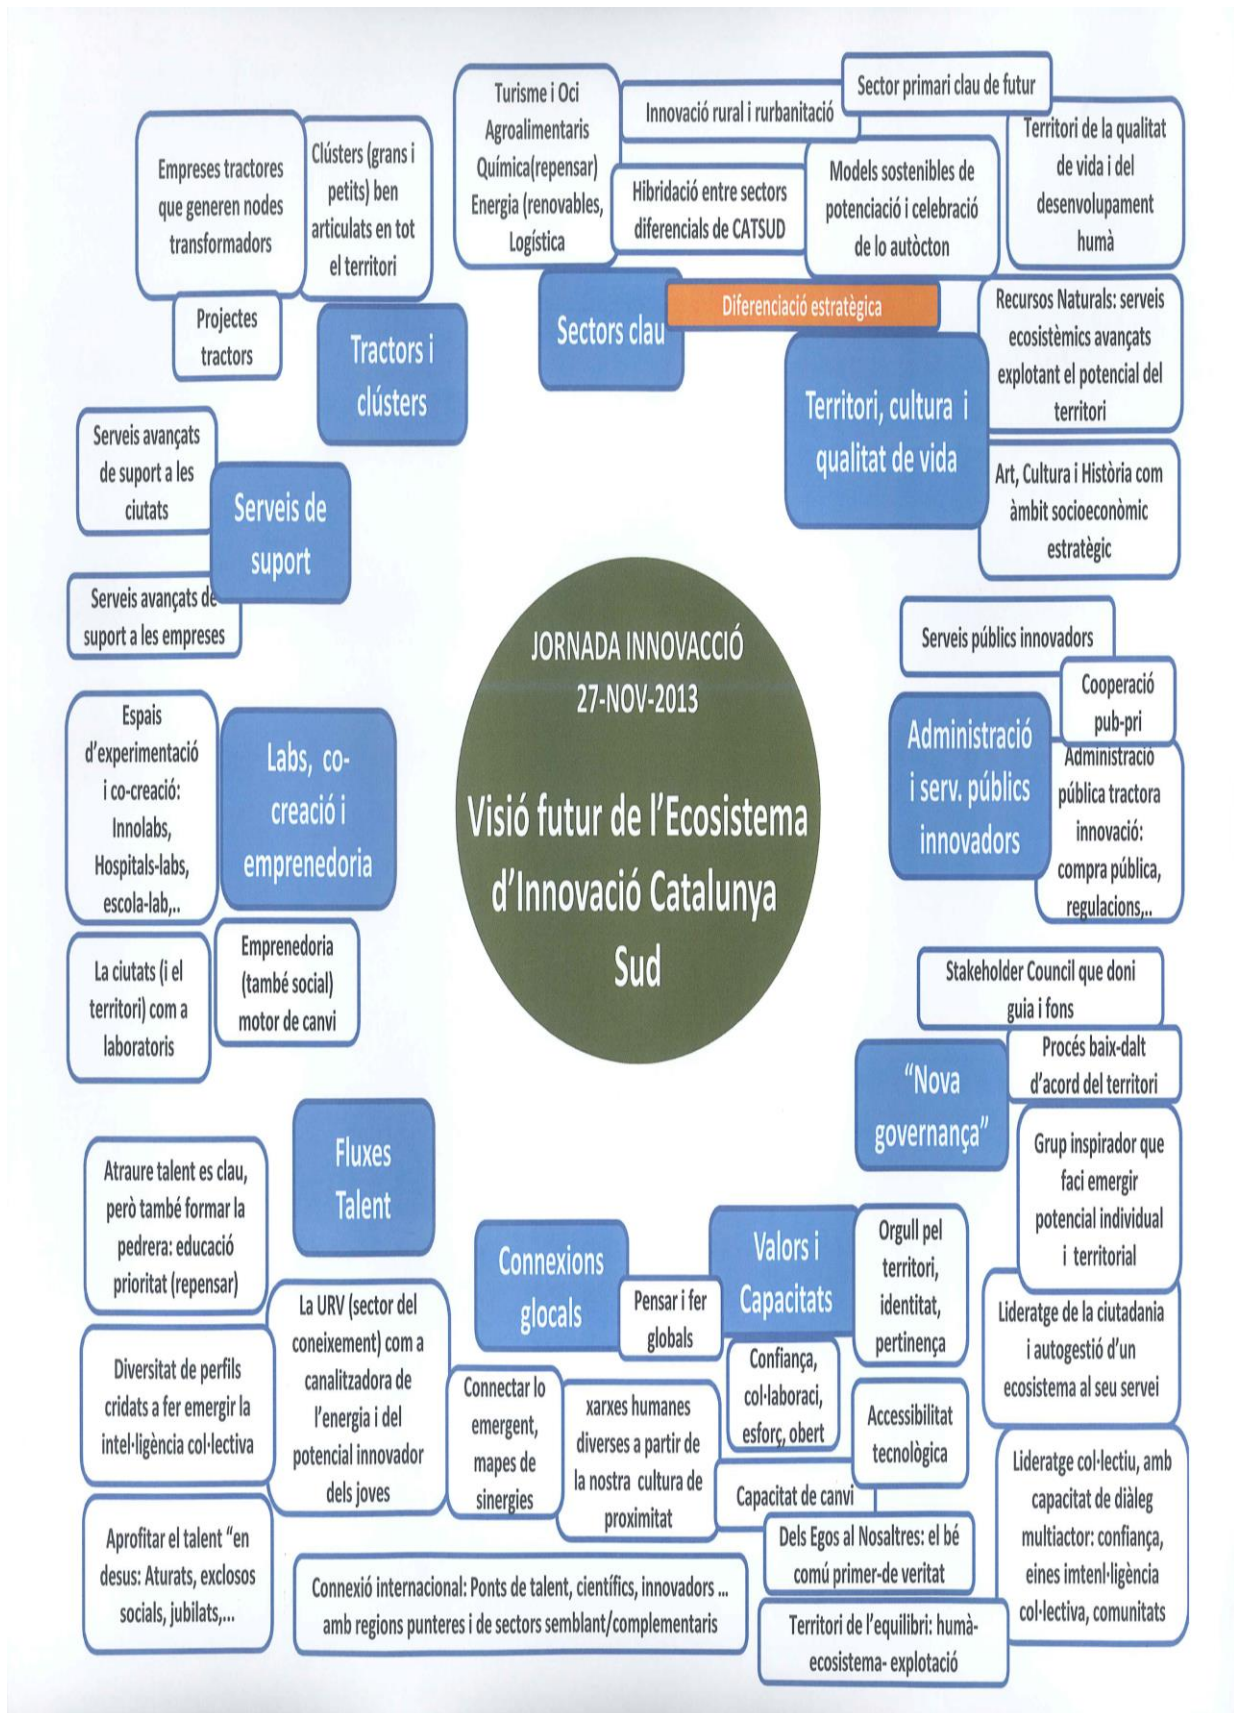 Turisme i Oci
Agroalimentaris
Química(repensar)
Energia (renovables,
Logística
Innovació rural i rurbanitació
Sector primari clau de futur
Hibridació entre sectors
diferencials de CATSUD
Models sostenibles de
potenciació i celebració
de lo autòcton
Territori de la qualitat
de vida i del
desenvolupament
humà
Empreses tractores
que generen nodes
transformadors
Clústers (grans i
petits) ben
articulats en tot
el territori
Projectes
tractors
Tractors i
clústers
Sectors clau
Diferenciació estratègica
Territori, cultura i
qualitat de vida
Recursos Naturals: serveis
ecosistèmics avançats
explotant el potencial del
territori
Art, Cultura i Història com
àmbit socioeconòmic
estratègic
Serveis avançats
de suport a les
ciutats
Serveis de
suport
Serveis avançats de
suport a les empreses
JORNADA INNOVACCIÓ
27-NOV-2013
Visió futur de l'Ecosistema
d'Innovació Catalunya
Sud
Serveis públics innovadors
Cooperació
pub-pri
Administració
i serv. públics
innovadors
Administració
pública tractora
innovació:
compra pública,
regulacions,..
Espais
d'experimentació
i co-creació:
Innolabs,
Hospitals-labs,
escola-lab,..
Labs, co-
creació i
emprenedoria
La ciutats (i el
territori) com a
laboratoris
Emprenedoria
(també social)
motor de canvi
Stakeholder Council que doni
guia i fons
"Nova
governança"
Procés baix-dalt
d'acord del territori
Grup inspirador que
faci emergir
potencial individual
i territorial
Lideratge de la ciutadania
i autogestió d'un
ecosistema al seu servei
Lideratge col·lectiu, amb
capacitat de diàleg
multiactor: confiança,
eines imtenl·ligència
col·lectiva, comunitats
Fluxes
Talent
Atraure talent es clau,
però també formar la
pedrera: educació
prioritat (repensar)
Diversitat de perfils
cridats a fer emergir la
intel·ligència col·lectiva
Aprofitar el talent "en
desus: Aturats, exclosos
socials, jubilats,...
La URV (sector del
coneixement) com a
canalitzadora de
l'energia i del
potencial innovador
dels joves
Connexions
glocals
Pensar i fer
globals
Connectar lo
emergent,
mapes de
sinergies
xarxes humanes
diverses a partir de
la nostra cultura de
proximitat
Connexió internacional: Ponts de talent, científics, innovadors ...
amb regions punteres i de sectors semblant/complementaris
Valors i
Capacitats
Orgull pel
territori,
identitat,
pertinença
Confiança,
col·laboraci,
esforç, obert
Accessibilitat
tecnològica
Capacitat de canvi
Dels Egos al Nosaltres: el bé
comú primer-de veritat
Territori de l'equilibri: humà-
ecosistema- explotació